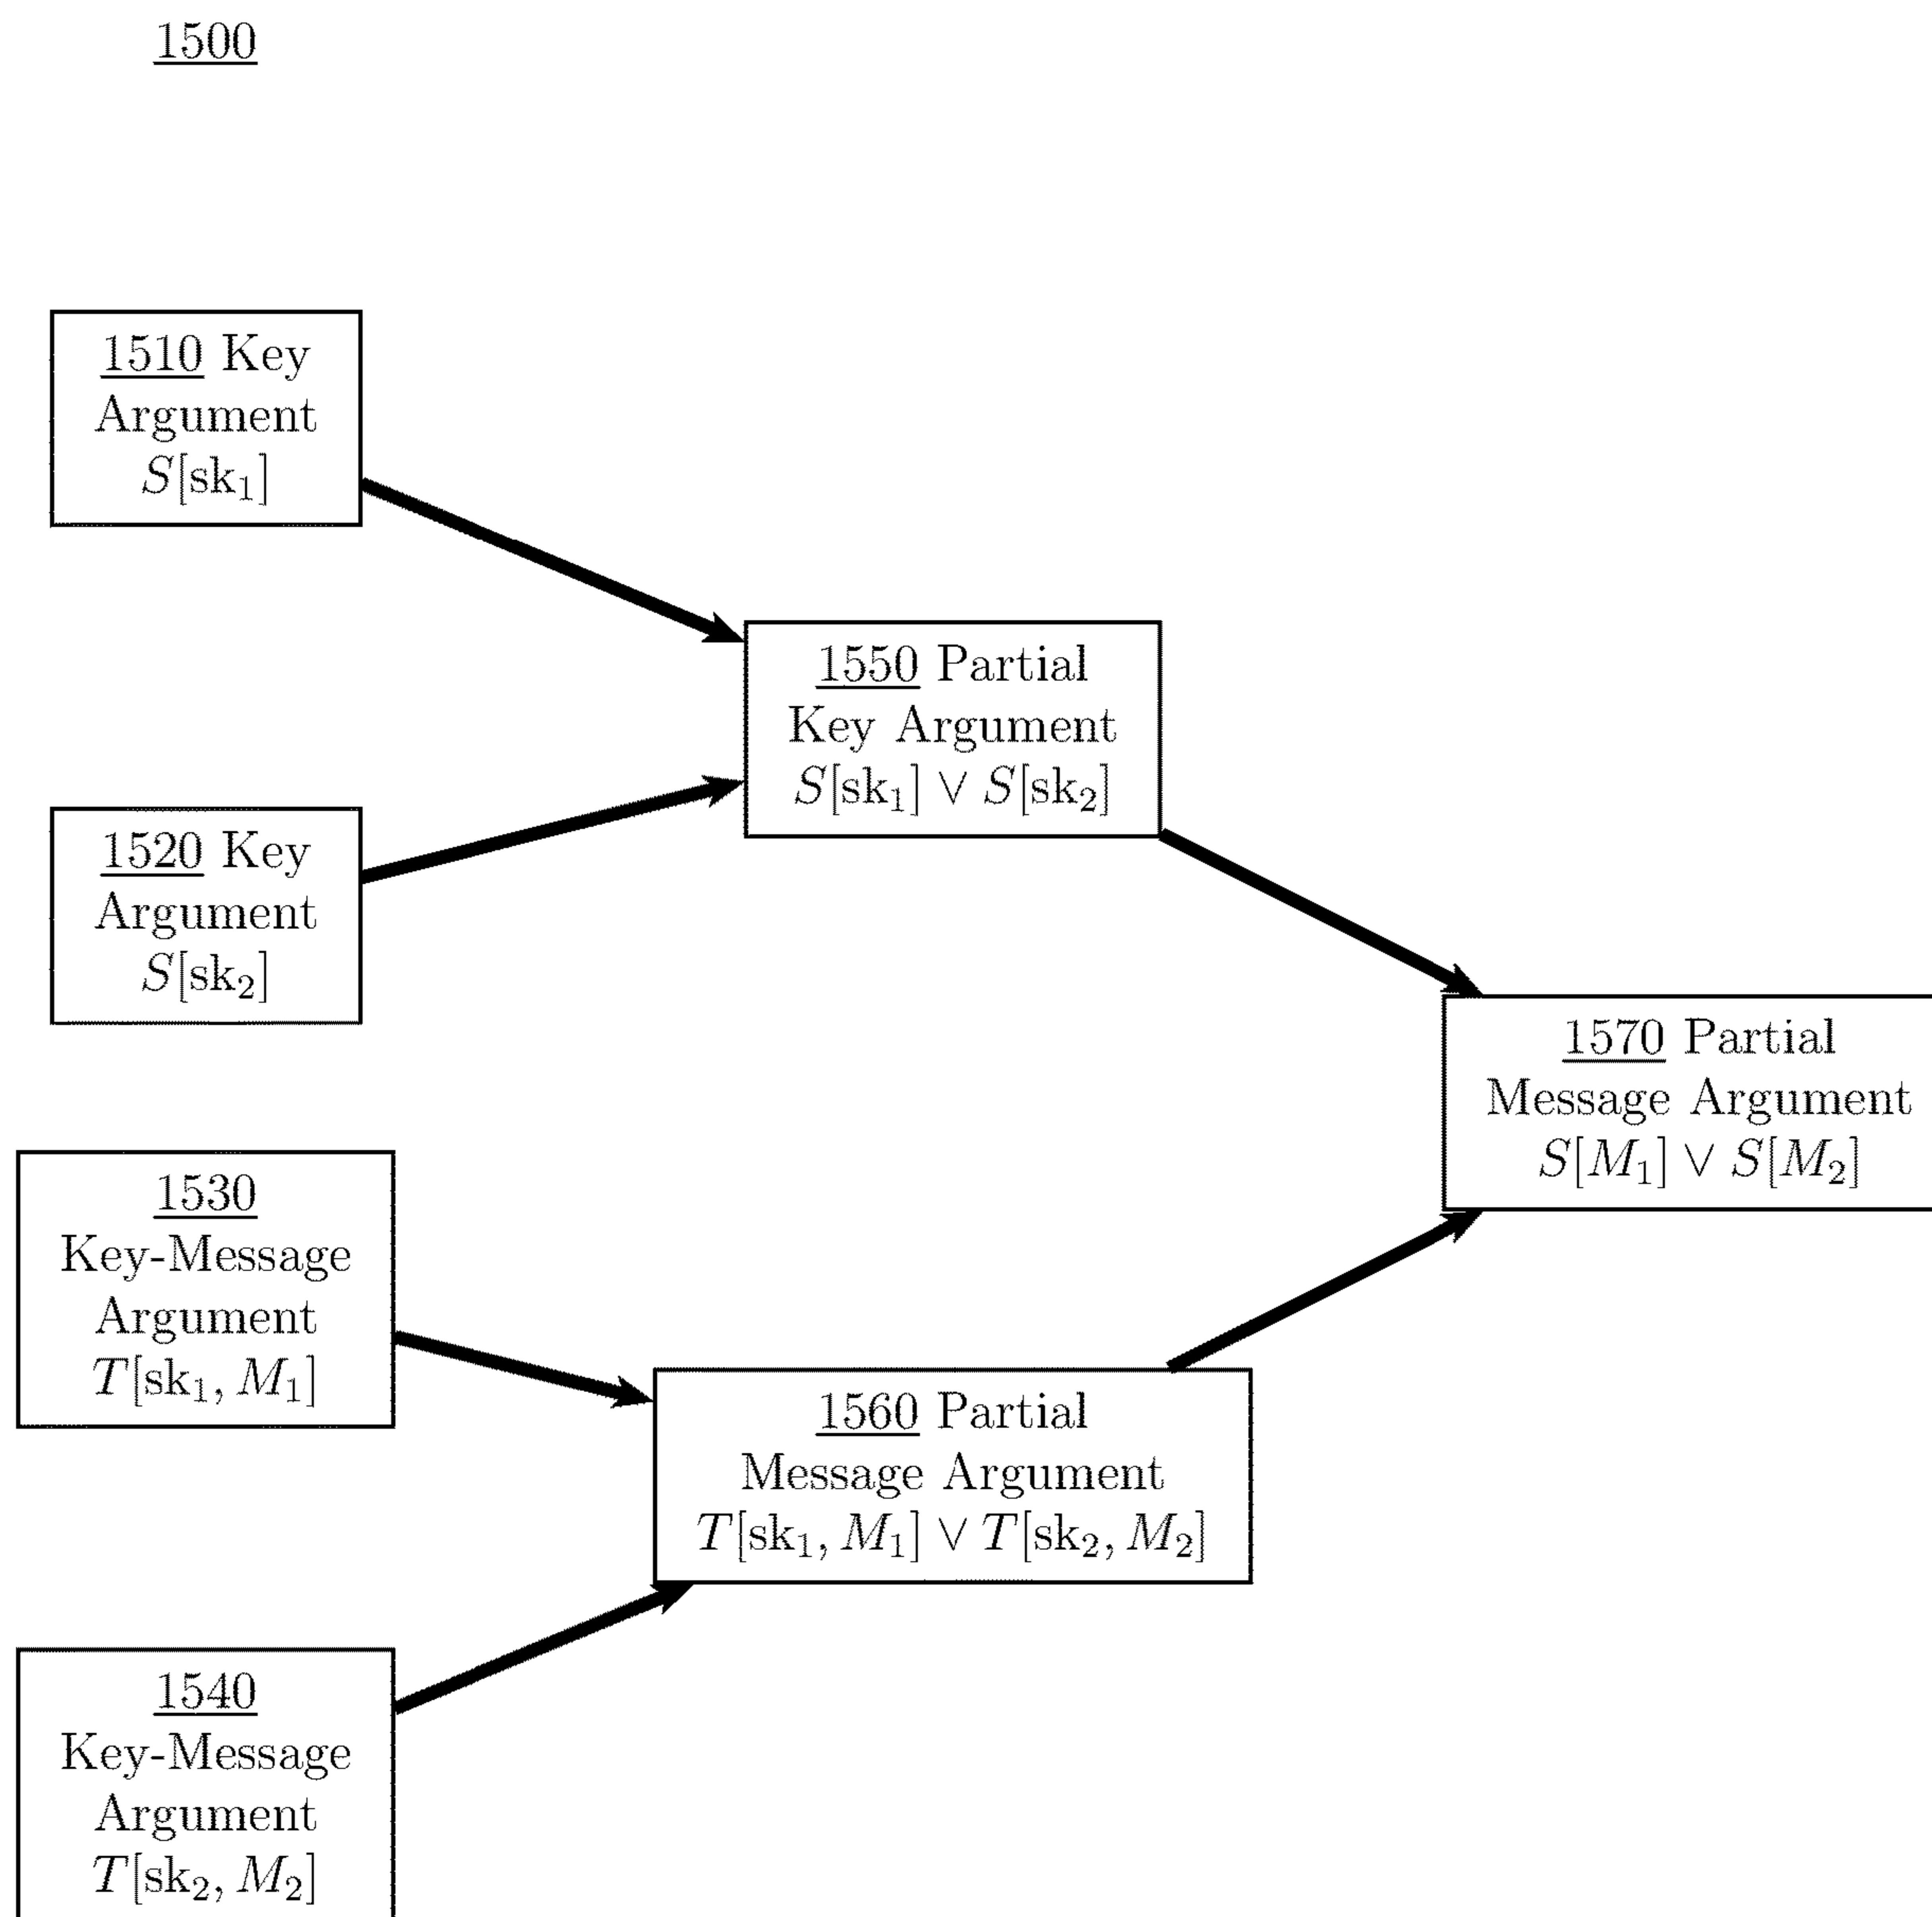 1500
1510 Key
Argument
S[sk₁]
1520 Key
Argument
S[sk₂]
1550 Partial
Key Argument
S[sk₁] ∨ S[sk₂]
1530
Key-Message
Argument
T[sk₁, M₁]
1540
Key-Message
Argument
T[sk₂, M₂]
1560 Partial
Message Argument
T[sk₁, M₁] ∨ T[sk₂, M₂]
1570 Partial
Message Argument
S[M₁] ∨ S[M₂]